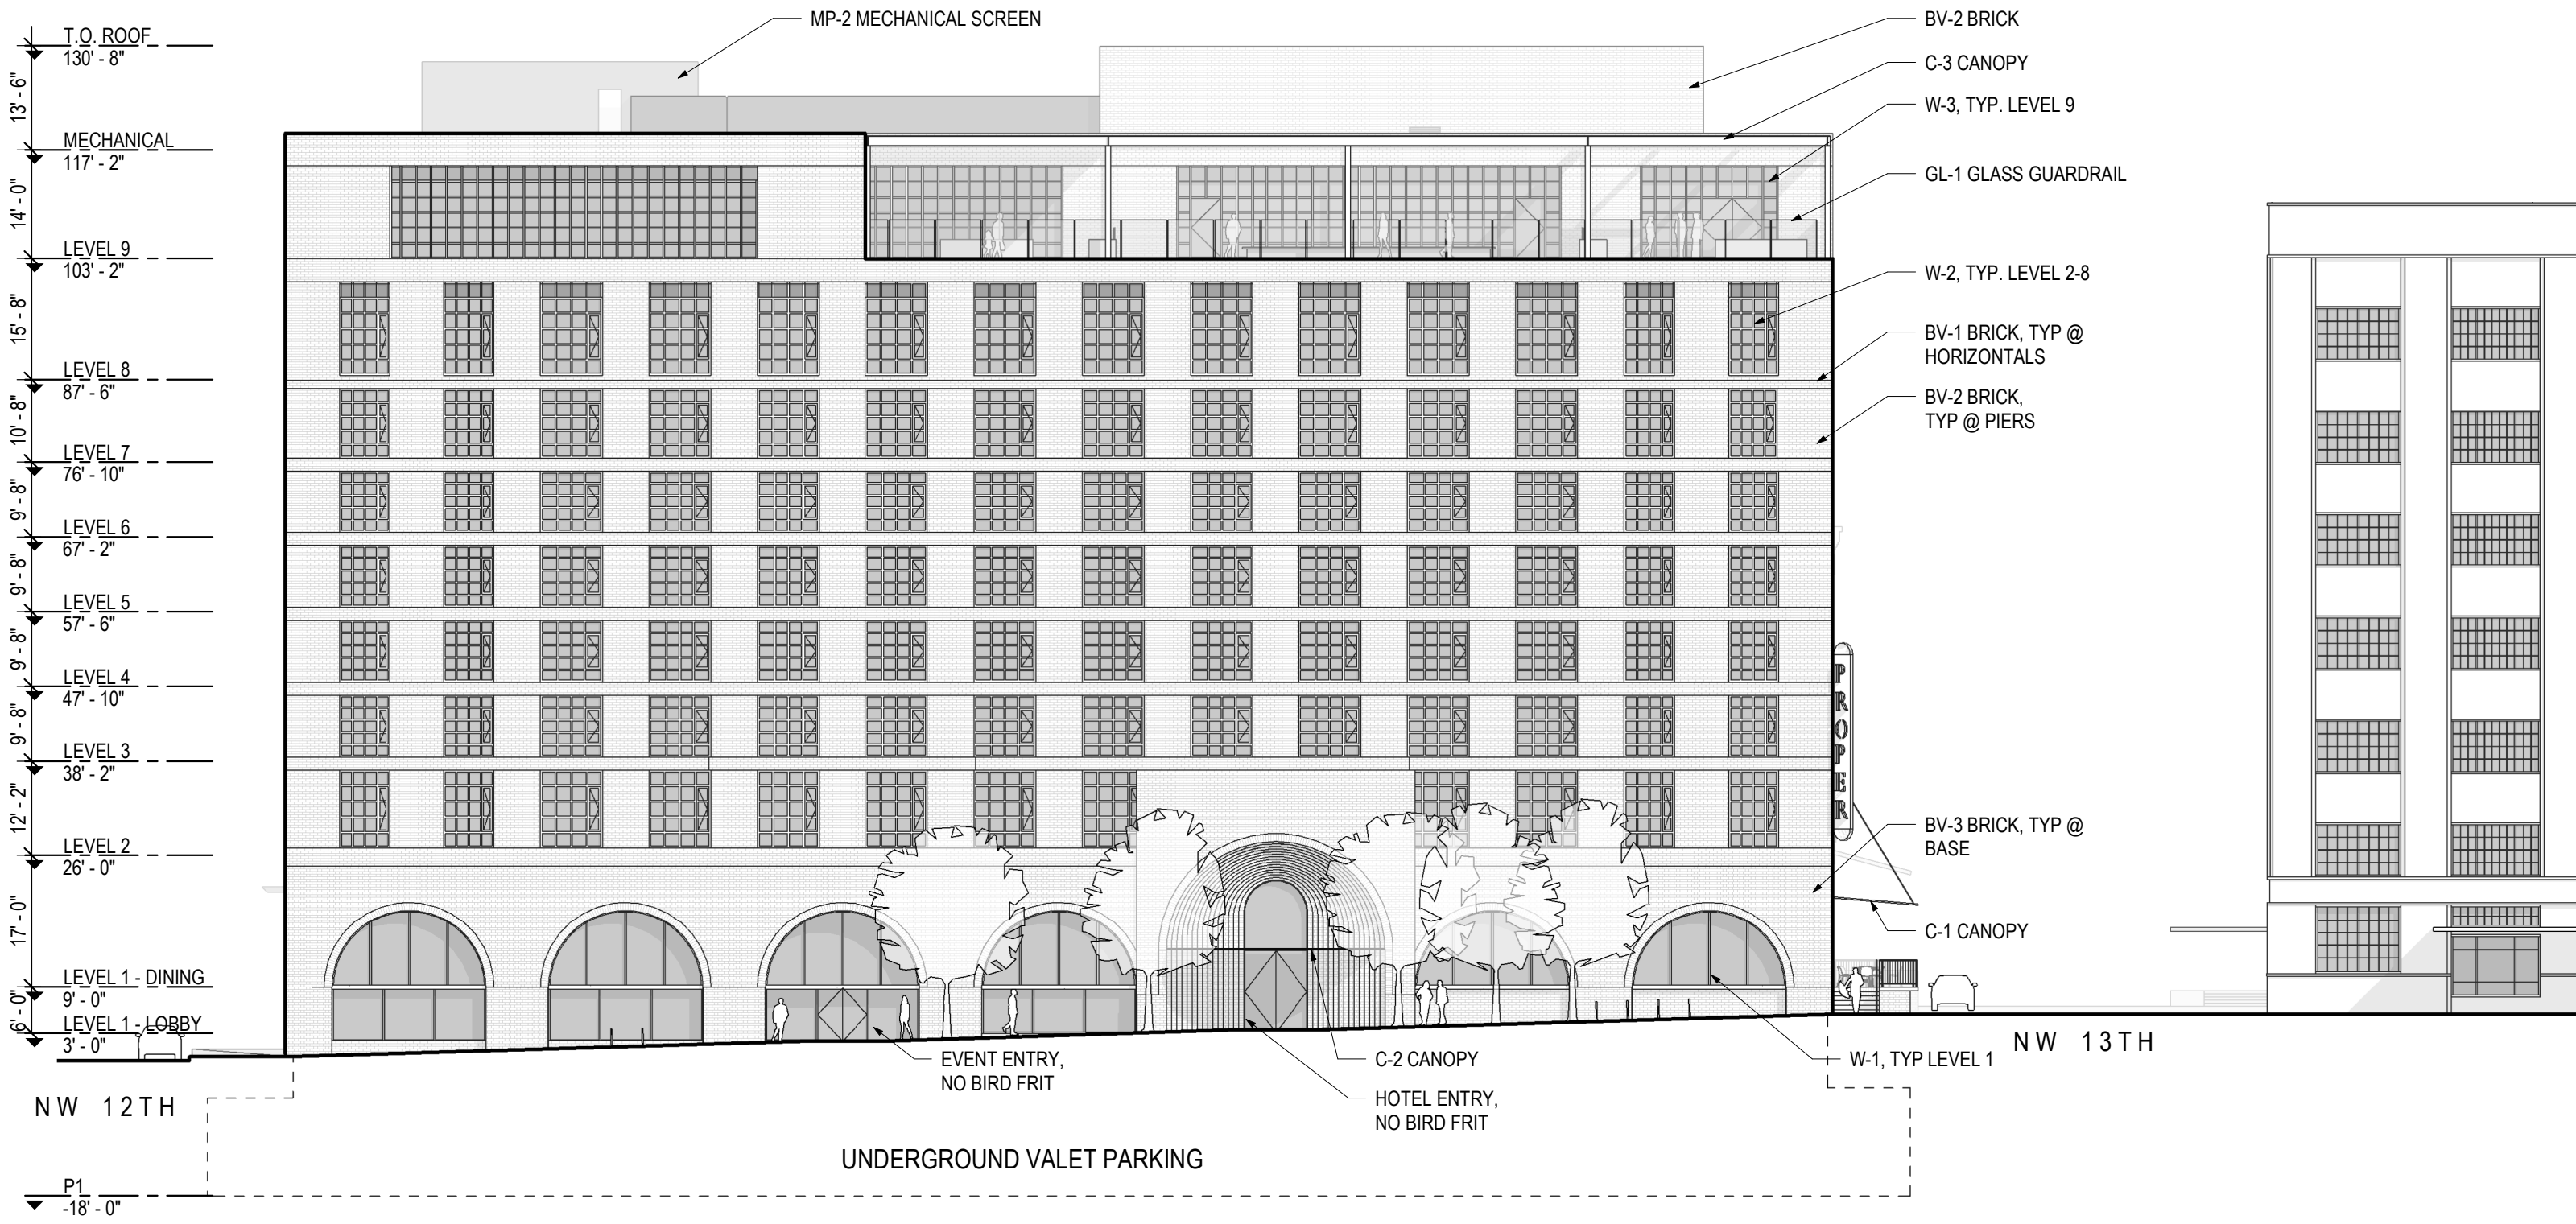 MP-2 MECHANICAL SCREEN
BV-2 BRICK
C-3 CANOPY
W-3, TYP. LEVEL 9
GL-1 GLASS GUARDRAIL
W-2, TYP. LEVEL 2-8
BV-1 BRICK, TYP @
HORIZONTALS
BV-2 BRICK,
TYP @ PIERS
BV-3 BRICK, TYP @
BASE
C-1 CANOPY
T.O. ROOF
130' - 8"
13' - 6"
MECHANICAL
117' - 2"
14' - 0"
LEVEL 9
103' - 2"
15' - 8"
LEVEL 8
87' - 6"
10' - 8"
LEVEL 7
76' - 10"
9' - 8"
LEVEL 6
67' - 2"
9' - 8"
LEVEL 5
57' - 6"
9' - 8"
LEVEL 4
47' - 10"
9' - 8"
LEVEL 3
38' - 2"
12' - 2"
LEVEL 2
26' - 0"
17' - 0"
LEVEL 1 - DINING
9' - 0"
6' - 0"
LEVEL 1 - LOBBY
3' - 0"
PROPER
EVENT ENTRY,
NO BIRD FRIT
C-2 CANOPY
HOTEL ENTRY,
NO BIRD FRIT
W-1, TYP LEVEL 1
NW 13TH
NW 12TH
UNDERGROUND VALET PARKING
P1
-18' - 0"